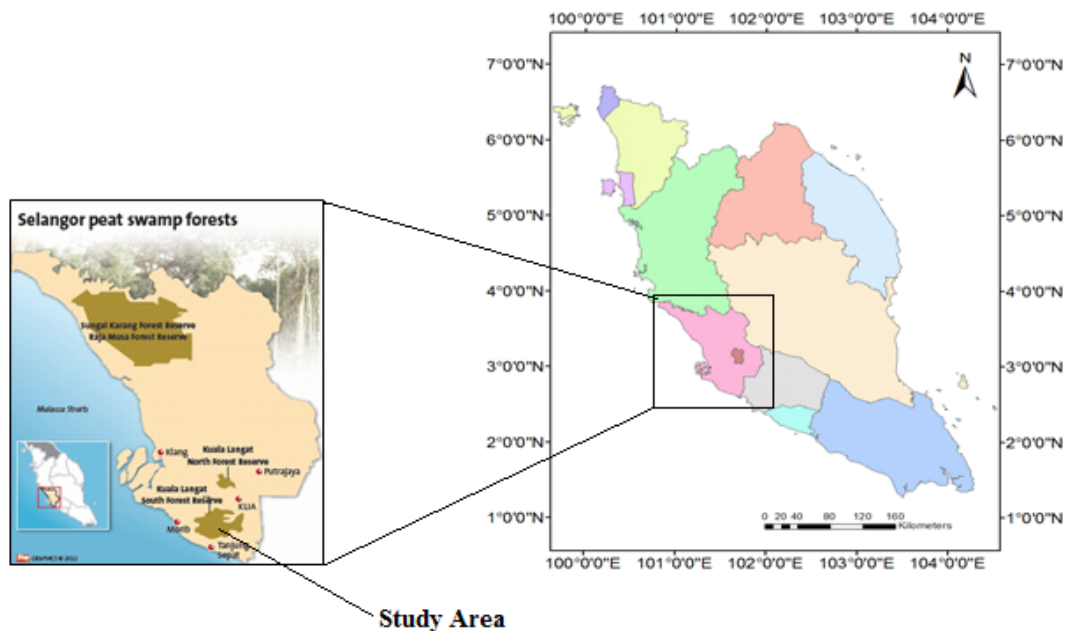 100°0'0"E 101°0'0"E 102°0'0"E 103°0'0"E 104°0'0"E
7°0'0"N
6°0'0"N
5°0'0"N
4°0'0"N
3°0'0"N
2°0'0"N
1°0'0"N
N
7°0'0"N
6°0'0"N
5°0'0"N
4°0'0"N
3°0'0"N
2°0'0"N
1°0'0"N
0 20 40 80 120 160
Kilometers
100°0'0"E 101°0'0"E 102°0'0"E 103°0'0"E 104°0'0"E
Selangor peat swamp forests
Sungai Karang Forest Reserve
Raja Musa Forest Reserve
Malacca Straits
Klang
Kuala Langat
North Forest Reserve
Putrajaya
Kuala Langat
South Forest Reserve
KLIA
Morib
Tanjung
Sepat
GRAPHICS © 2012
Study Area